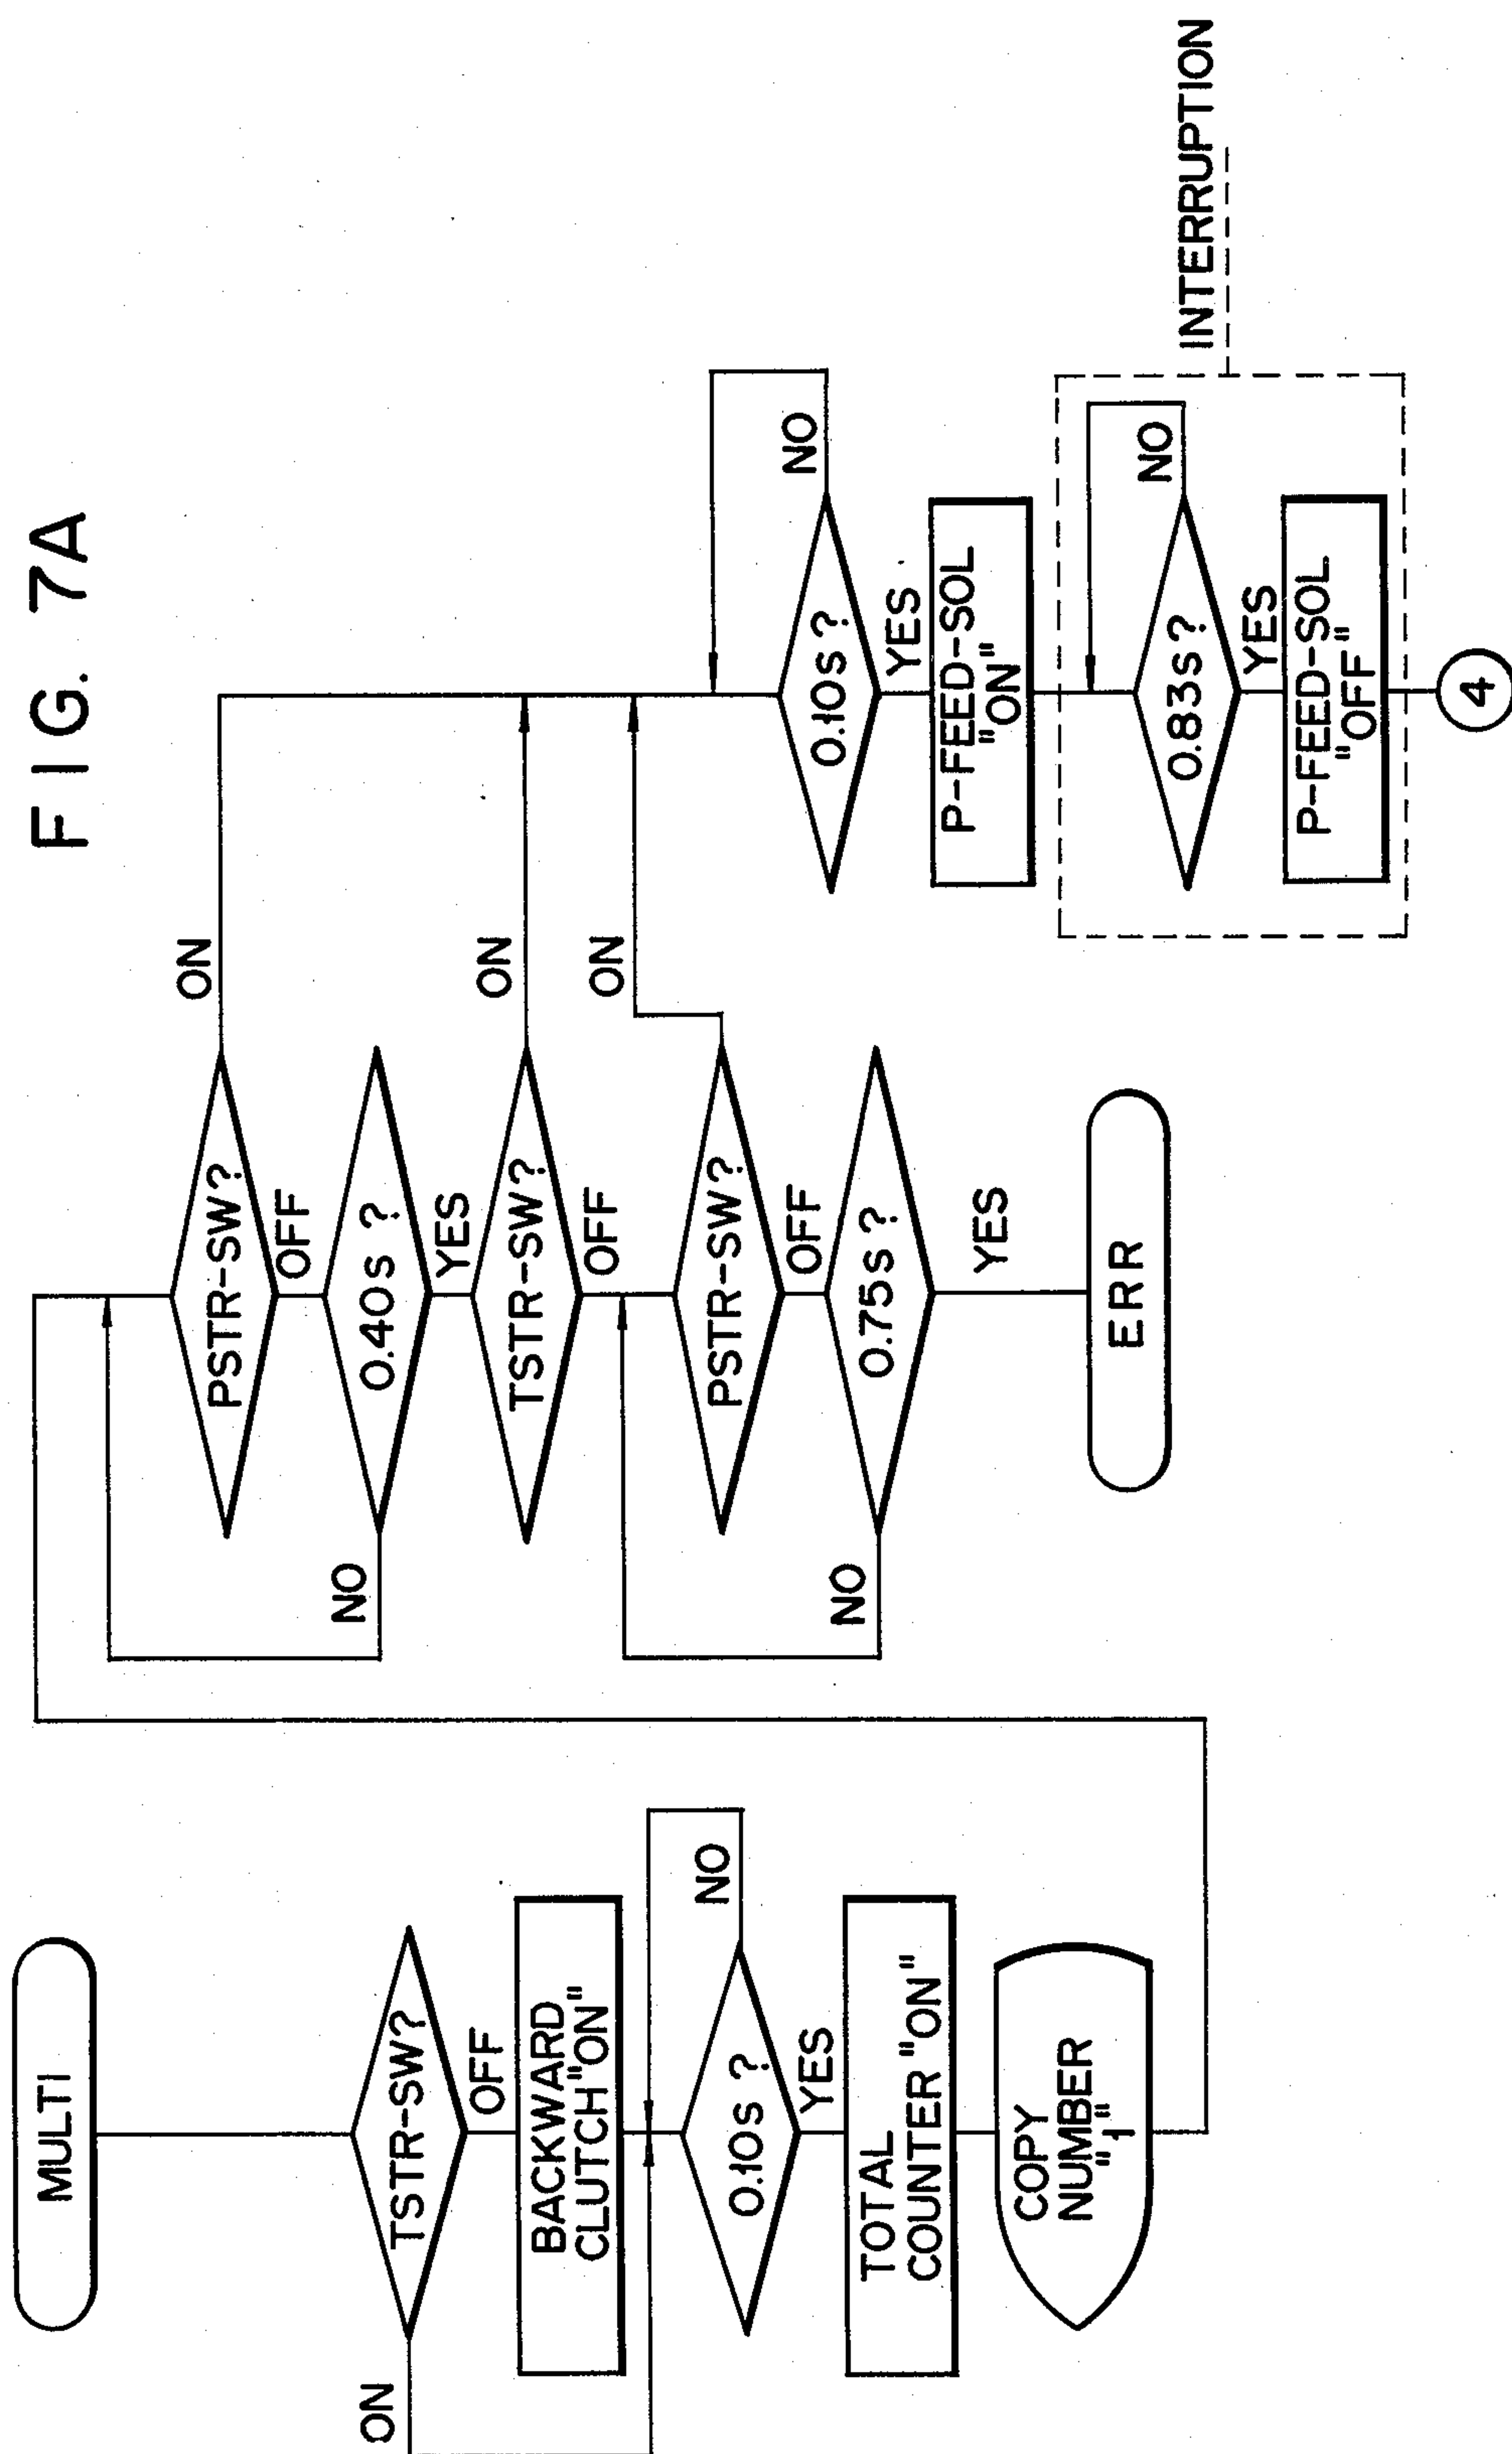 FIG. 7A
MULTI
TSTR-SW?
ON
OFF
BACKWARD
CLUTCH "ON"
0.10s ?
NO
YES
TOTAL
COUNTER "ON"
COPY
NUMBER
"1"
PSTR-SW?
ON
OFF
0.40s ?
NO
YES
TSTR-SW?
ON
OFF
PSTR-SW?
ON
OFF
0.75s ?
NO
YES
ERR
0.10s ?
NO
YES
P-FEED-SOL
"ON"
INTERRUPTION
0.83s ?
NO
YES
P-FEED-SOL
"OFF"
4